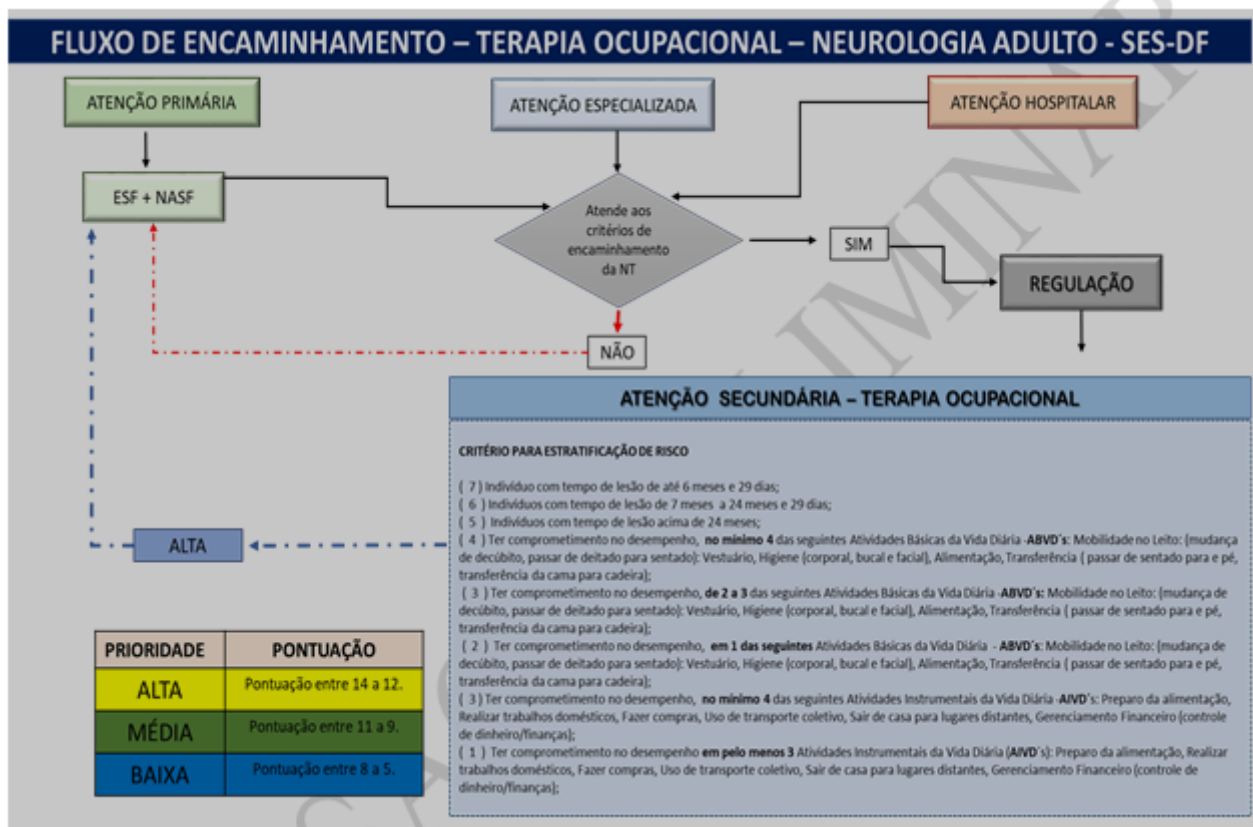 FLUXO DE ENCAMINHAMENTO – TERAPIA OCUPACIONAL – NEUROLOGIA ADULTO - SES-DF
ATENÇÃO PRIMÁRIA
ATENÇÃO ESPECIALIZADA
ATENÇÃO HOSPITALAR
ESF + NASF
Atende aos
critérios de
encaminhamento
da NT
SIM
REGULAÇÃO
NÃO
ATENÇÃO SECUNDÁRIA – TERAPIA OCUPACIONAL
CRITÉRIO PARA ESTRATIFICAÇÃO DE RISCO
( 7 ) Indivíduo com tempo de lesão de até 6 meses e 29 dias;
( 6 ) Indivíduos com tempo de lesão de 7 meses a 24 meses e 29 dias;
( 5 ) Indivíduos com tempo de lesão acima de 24 meses;
( 4 ) Ter comprometimento no desempenho, no mínimo 4 das seguintes Atividades Básicas da Vida Diária -ABVD´s: Mobilidade no Leito: (mudança
de decúbito, passar de deitado para sentado): Vestuário, Higiene (corporal, bucal e facial), Alimentação, Transferência ( passar de sentado para e pé,
transferência da cama para cadeira);
( 3 ) Ter comprometimento no desempenho, de 2 a 3 das seguintes Atividades Básicas da Vida Diária -ABVD´s: Mobilidade no Leito: (mudança de
decúbito, passar de deitado para sentado): Vestuário, Higiene (corporal, bucal e facial), Alimentação, Transferência ( passar de sentado para e pé,
transferência da cama para cadeira);
( 2 ) Ter comprometimento no desempenho, em 1 das seguintes Atividades Básicas da Vida Diária - ABVD´s: Mobilidade no Leito: (mudança de
decúbito, passar de deitado para sentado): Vestuário, Higiene (corporal, bucal e facial), Alimentação, Transferência ( passar de sentado para e pé,
transferência da cama para cadeira);
( 3 ) Ter comprometimento no desempenho, no mínimo 4 das seguintes Atividades Instrumentais da Vida Diária -AIVD´s: Preparo da alimentação,
Realizar trabalhos domésticos, Fazer compras, Uso de transporte coletivo, Sair de casa para lugares distantes, Gerenciamento Financeiro (controle
de dinheiro/finanças);
( 1 ) Ter comprometimento no desempenho em pelo menos 3 Atividades Instrumentais da Vida Diária (AIVD´s): Preparo da alimentação, Realizar
trabalhos domésticos, Fazer compras, Uso de transporte coletivo, Sair de casa para lugares distantes, Gerenciamento Financeiro (controle de
dinheiro/finanças);
ALTA
PRIORIDADE PONTUAÇÃO
ALTA Pontuação entre 14 a 12.
MÉDIA Pontuação entre 11 a 9.
BAIXA Pontuação entre 8 a 5.